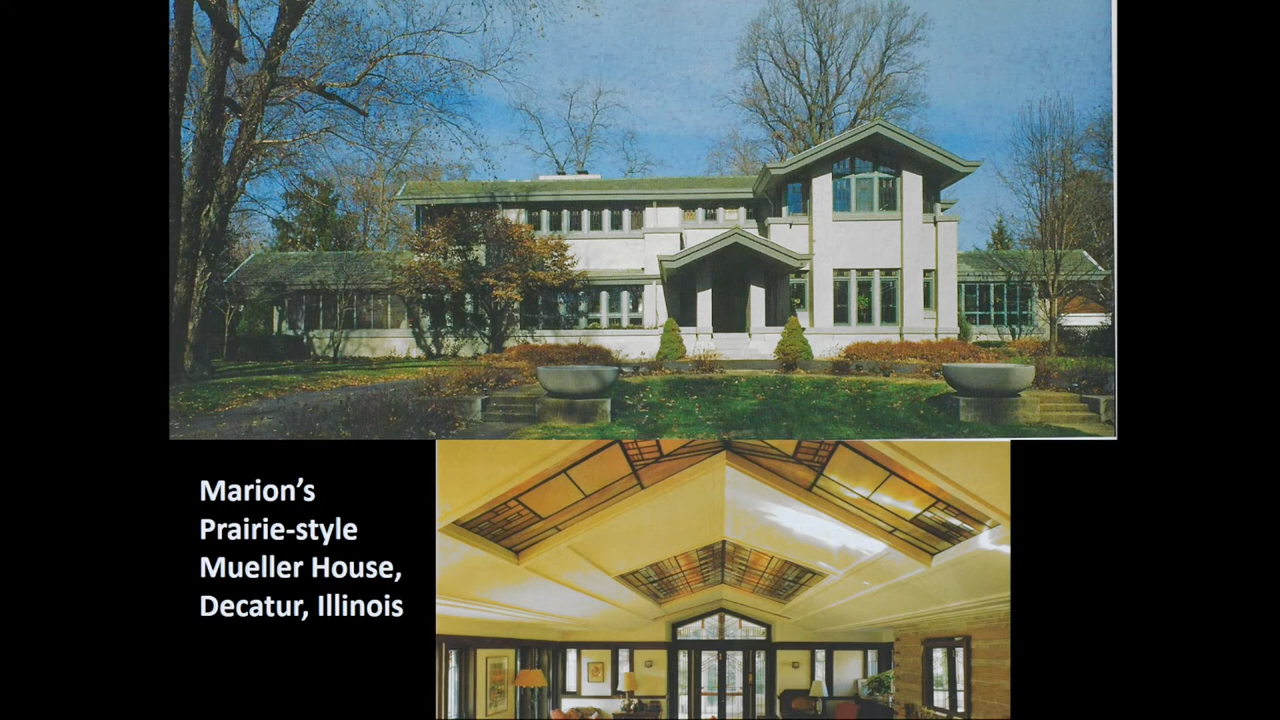 Marion’s
Prairie-style
Mueller House,
Decatur, Illinois